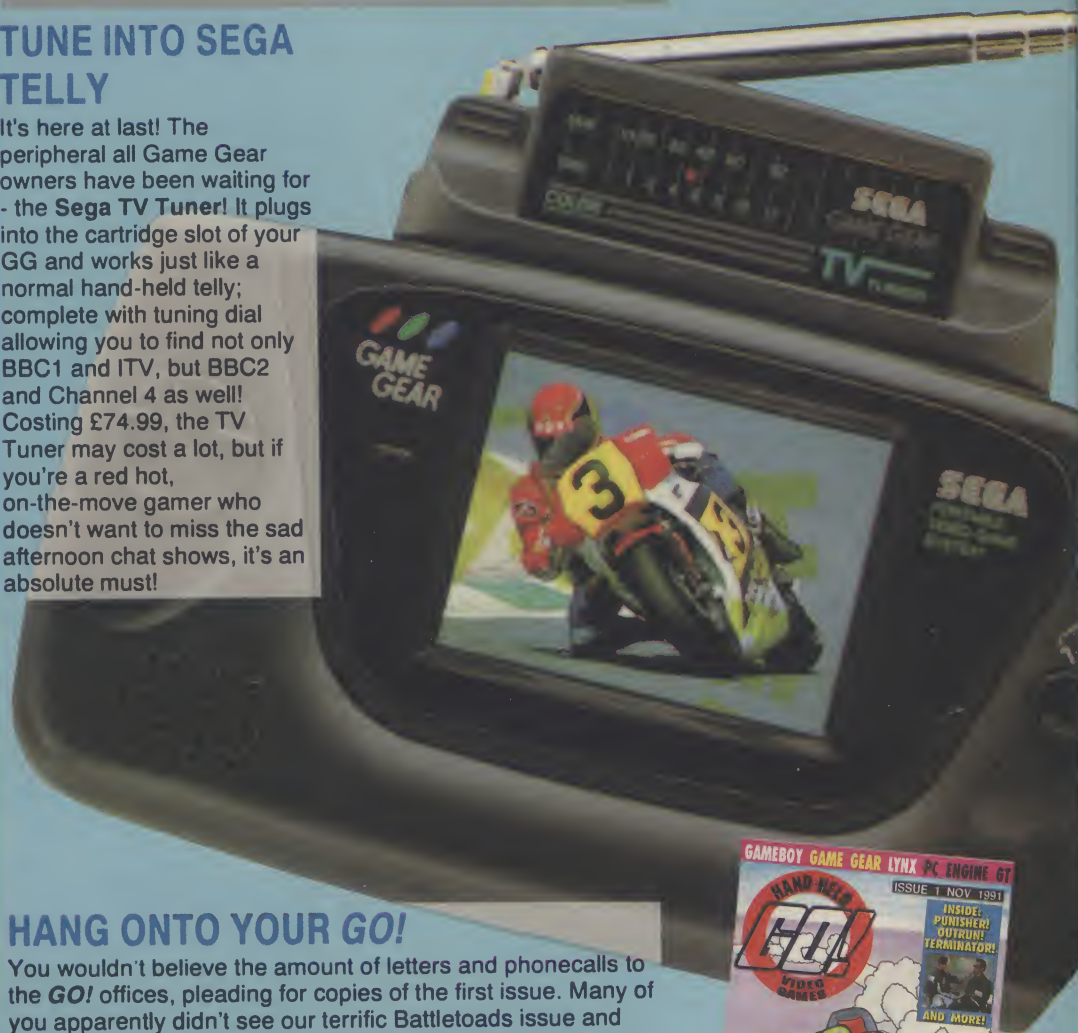 TUNE INTO SEGA
TELLY
It's here at last! The
peripheral all Game Gear
owners have been waiting for
- the Sega TV Tuner! It plugs
into the cartridge slot of your
GG and works just like a
normal hand-held telly;
complete with tuning dial
allowing you to find not only
BBC1 and ITV, but BBC2
and Channel 4 as well!
Costing £74.99, the TV
Tuner may cost a lot, but if
you're a red hot,
on-the-move gamer who
doesn't want to miss the sad
afternoon chat shows, it's an
absolute must!
COLOR
SEGA
GAME GEAR
TV
TUNER
GAME
GEAR
3
SEGA
PORTABLE
VIDEO GAME
SYSTEM
HANG ONTO YOUR GO!
You wouldn't believe the amount of letters and phonecalls to
the GO! offices, pleading for copies of the first issue. Many of
you apparently didn't see our terrific Battletoads issue and
GAMEBOY GAME GEAR LYNX PC ENGINE GT
ISSUE 1 NOV 1991
HAND HELD
GO!
VIDEO
GAMES
INSIDE:
PUNISHER!
OUTRUN!
TERMINATOR!
AND MORE!